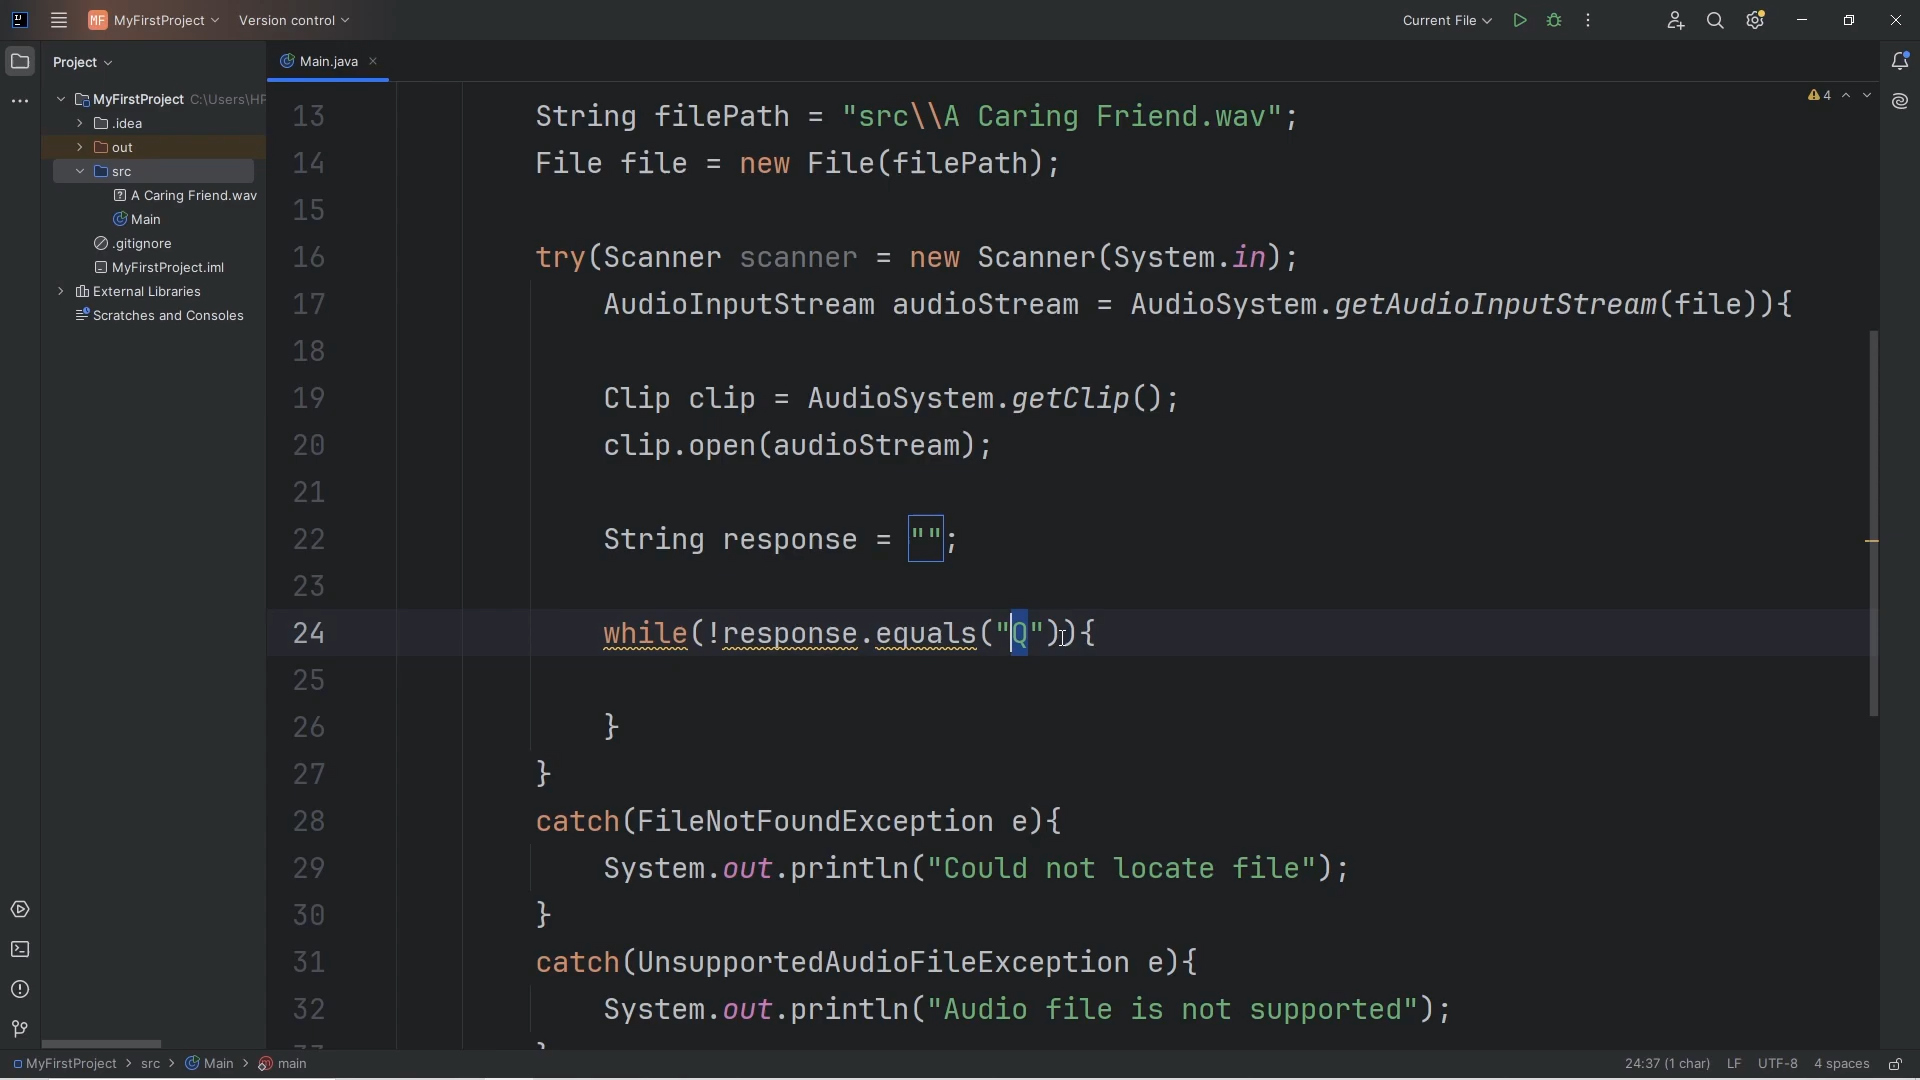 MF MyFirstProject Version control Current File
Project
Main.java
MyFirstProject C:\Users\HP
.idea
out
src
A Caring Friend.wav
Main
.gitignore
MyFirstProject.iml
External Libraries
Scratches and Consoles
4
13 String filePath = "src\\A Caring Friend.wav";
14 File file = new File(filePath);
15
16 try(Scanner scanner = new Scanner(System.in);
17 AudioInputStream audioStream = AudioSystem.getAudioInputStream(file)){
18
19 Clip clip = AudioSystem.getClip();
20 clip.open(audioStream);
21
22 String response = "";
23
24 while(!response.equals("Q")){
25
26 }
27 }
28 catch(FileNotFoundException e){
29 System.out.println("Could not locate file");
30 }
31 catch(UnsupportedAudioFileException e){
32 System.out.println("Audio file is not supported");
MyFirstProject > src > Main > main 24:37 (1 char) LF UTF-8 4 spaces